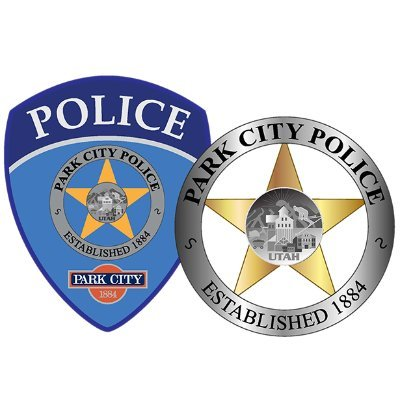 POLICE
PARK CITY POLICE
UTAH
ESTABLISHED 1884
PARK CITY
1884
PARK CITY POLICE
UTAH
ESTABLISHED 1884